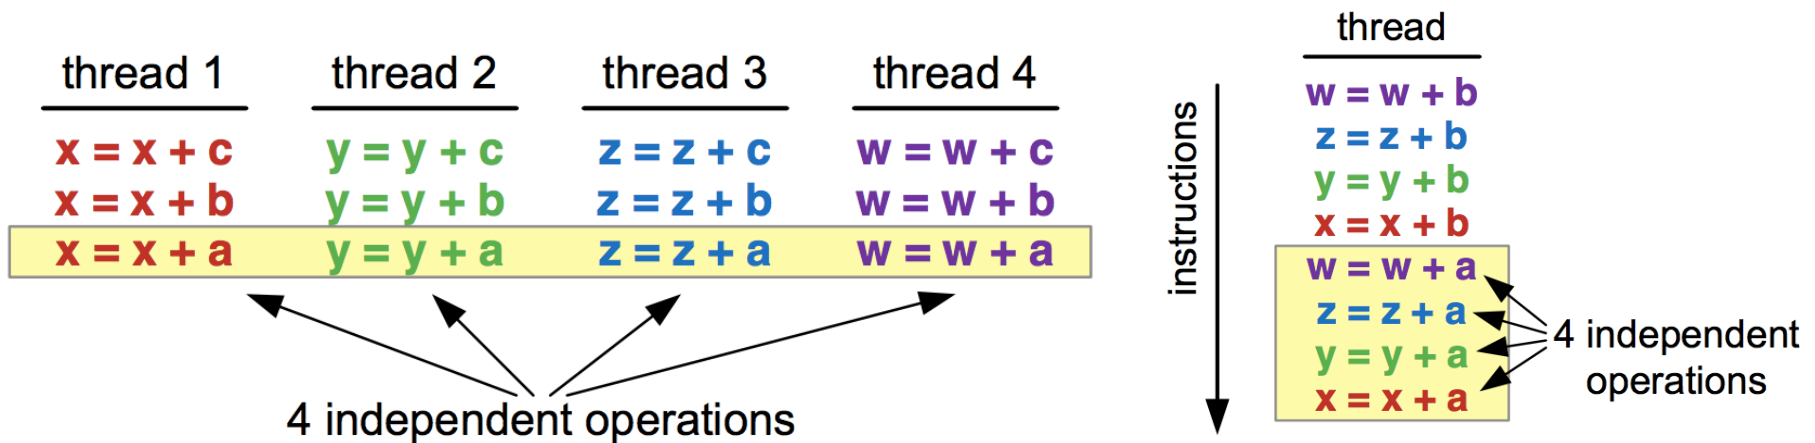 thread 1 thread 2 thread 3 thread 4
x = x + c y = y + c z = z + c w = w + c
x = x + b y = y + b z = z + b w = w + b
x = x + a y = y + a z = z + a w = w + a
4 independent operations
thread
instructions
w = w + b
z = z + b
y = y + b
x = x + b
w = w + a
z = z + a
y = y + a
x = x + a
4 independent
operations